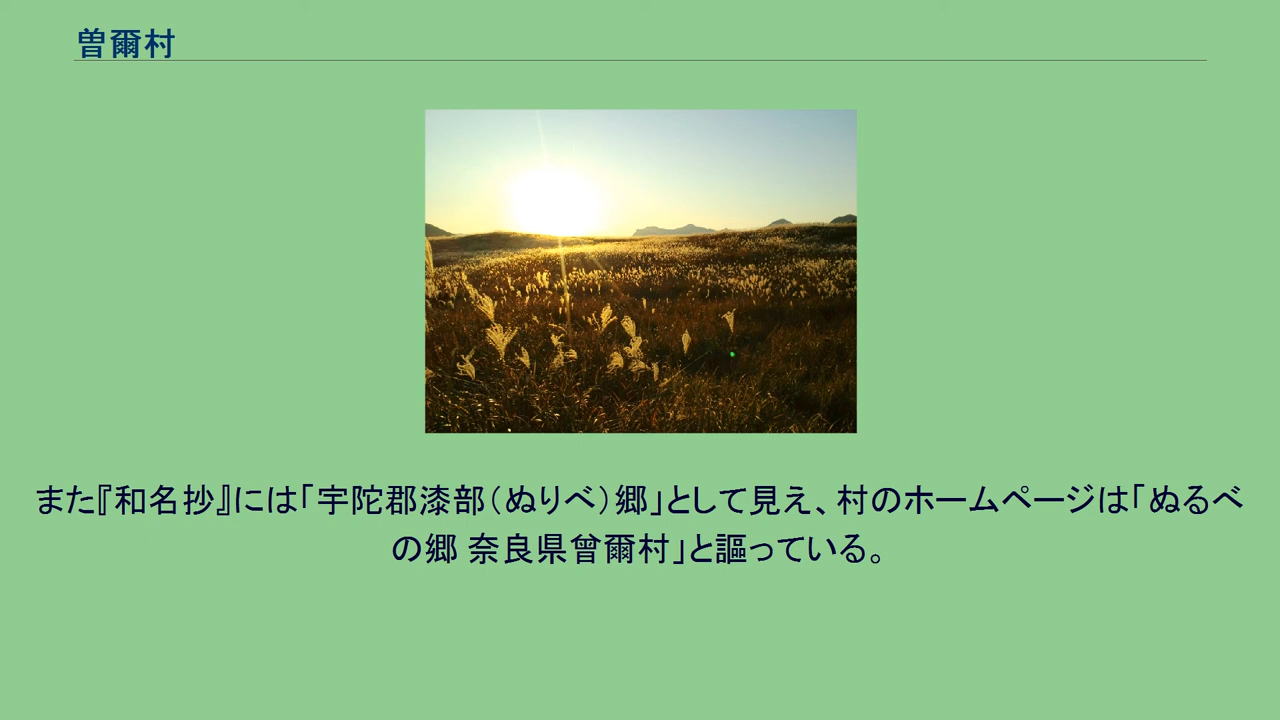 曽爾村
また『和名抄』には「宇陀郡漆部（ぬりべ）郷」として見え、村のホームページは「ぬるべ
の郷 奈良県曾爾村」と謳っている。